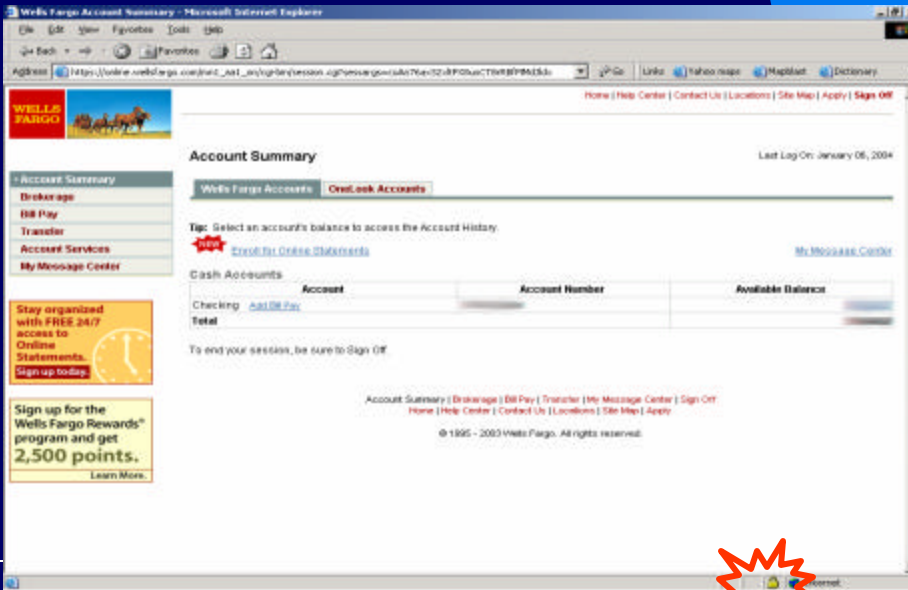 Wells Fargo Account Summary - Microsoft Internet Explorer
File Edit View Favorites Tools Help
Back Favorites
Address Go Links Yahoo maps Mapblast Dictionary
Home | Help Center | Contact Us | Locations | Site Map | Apply | Sign Off
WELLS
FARGO
Account Summary
Last Log On: January 06, 2004
Account Summary
Brokerage
Bill Pay
Transfer
Account Services
My Message Center
Wells Fargo Accounts OneLook Accounts
Tip: Select an account's balance to access the Account History
NEW Enroll for Online Statements
My Message Center
Cash Accounts
Account Account Number Available Balance
Checking Add Bill Pay
Total
To end your session, be sure to Sign Off
Stay organized
with FREE 24/7
access to
Online
Statements.
Sign up today.
Sign up for the
Wells Fargo Rewards®
program and get
2,500 points.
Learn More.
Account Summary | Brokerage | Bill Pay | Transfer | My Message Center | Sign Off
Home | Help Center | Contact Us | Locations | Site Map | Apply
© 1995 - 2003 Wells Fargo. All rights reserved.